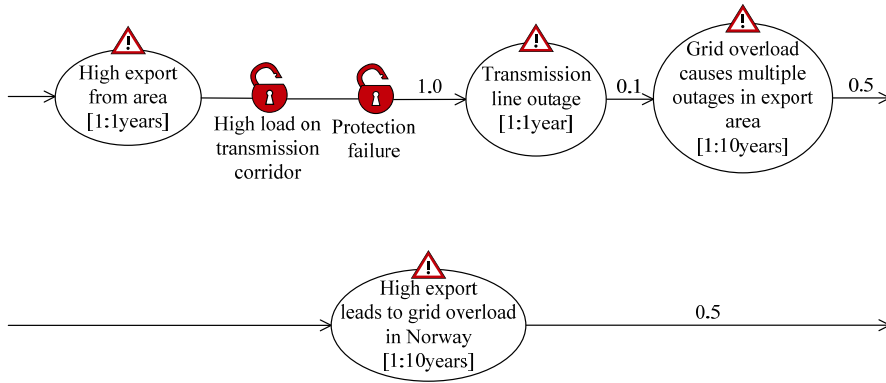 High export
from area
[1:1years]
High load on
transmission
corridor
Protection
failure
1.0
Transmission
line outage
[1:1year]
0.1
Grid overload
causes multiple
outages in export
area
[1:10years]
0.5
High export
leads to grid overload
in Norway
[1:10years]
0.5